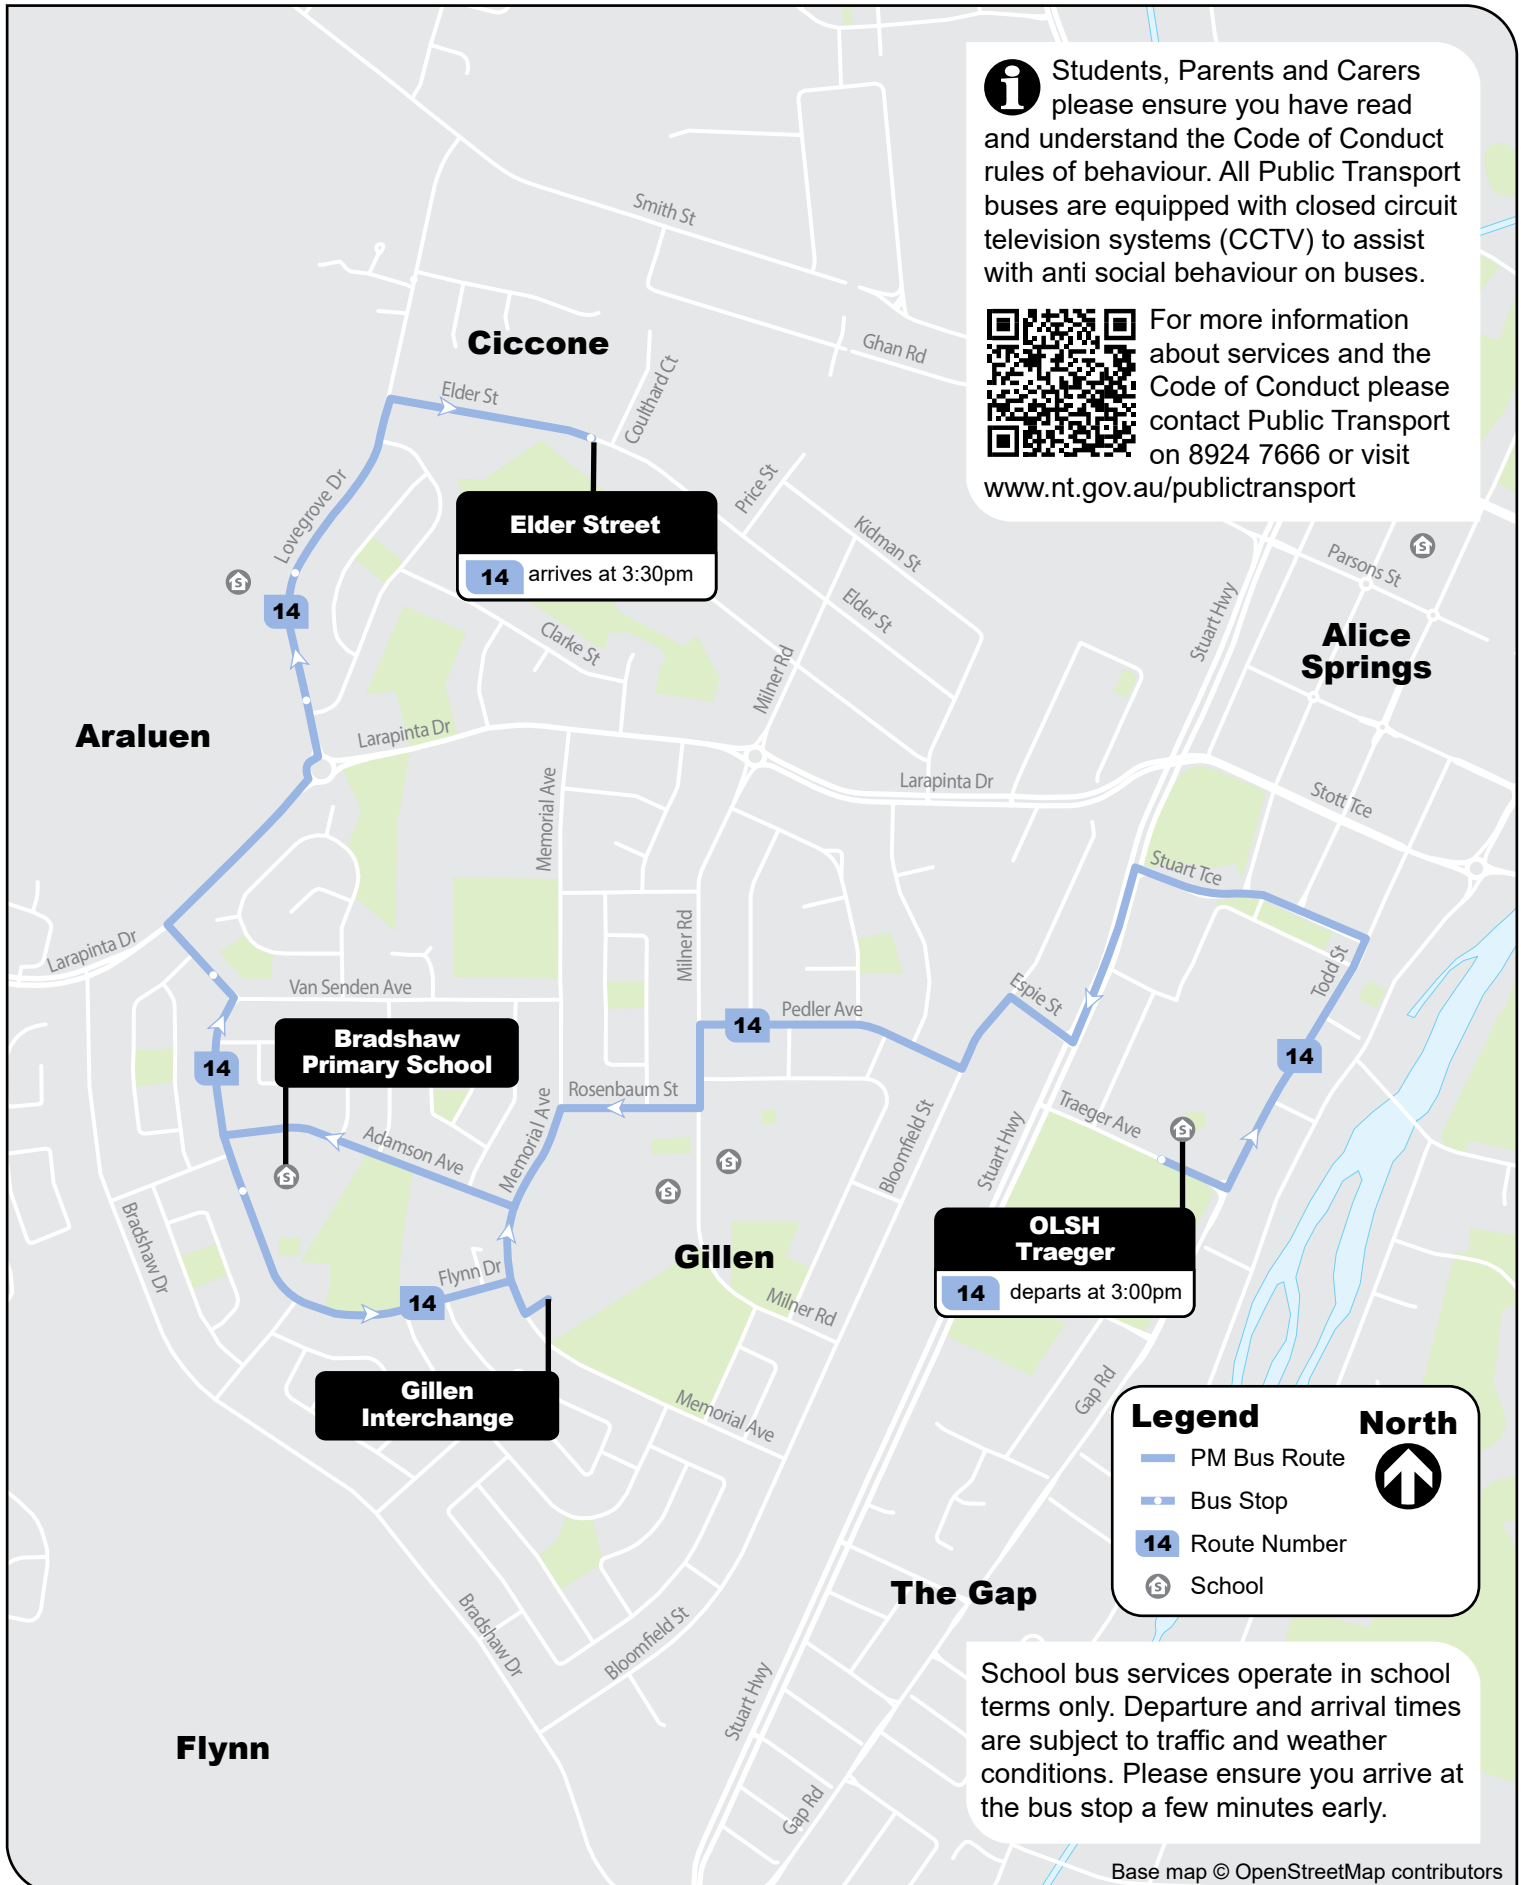 Students, Parents and Carers
please ensure you have read
and understand the Code of Conduct
rules of behaviour. All Public Transport
buses are equipped with closed circuit
television systems (CCTV) to assist
with anti social behaviour on buses.
For more information
about services and the
Code of Conduct please
contact Public Transport
on 8924 7666 or visit
www.nt.gov.au/publictransport
Smith St
Ciccone
Ghan Rd
Elder St
Coulthard Ct
Lovegrove Dr
Price St
Kidman St
Elder Street
14 arrives at 3:30pm
Parsons St
S
S
14
Elder St
Stuart Hwy
Clarke St
Alice
Springs
Milner Rd
Araluen
Larapinta Dr
Memorial Ave
Larapinta Dr
Stott Tce
Stuart Tce
Larapinta Dr
Milner Rd
Todd St
Van Senden Ave
Espie St
Pedler Ave
14
Bradshaw
Primary School
14
14
Rosenbaum St
Memorial Ave
Adamson Ave
Bloomfield St
Stuart Hwy
Traeger Ave
S
S
S
S
Bradshaw Dr
OLSH
Traeger
14 departs at 3:00pm
Gillen
Flynn Dr
14
Milner Rd
Gillen
Interchange
Memorial Ave
Gap Rd
Legend
North
PM Bus Route
Bus Stop
14 Route Number
S School
The Gap
Bradshaw Dr
Bloomfield St
Stuart Hwy
Flynn
Gap Rd
School bus services operate in school
terms only. Departure and arrival times
are subject to traffic and weather
conditions. Please ensure you arrive at
the bus stop a few minutes early.
Base map © OpenStreetMap contributors